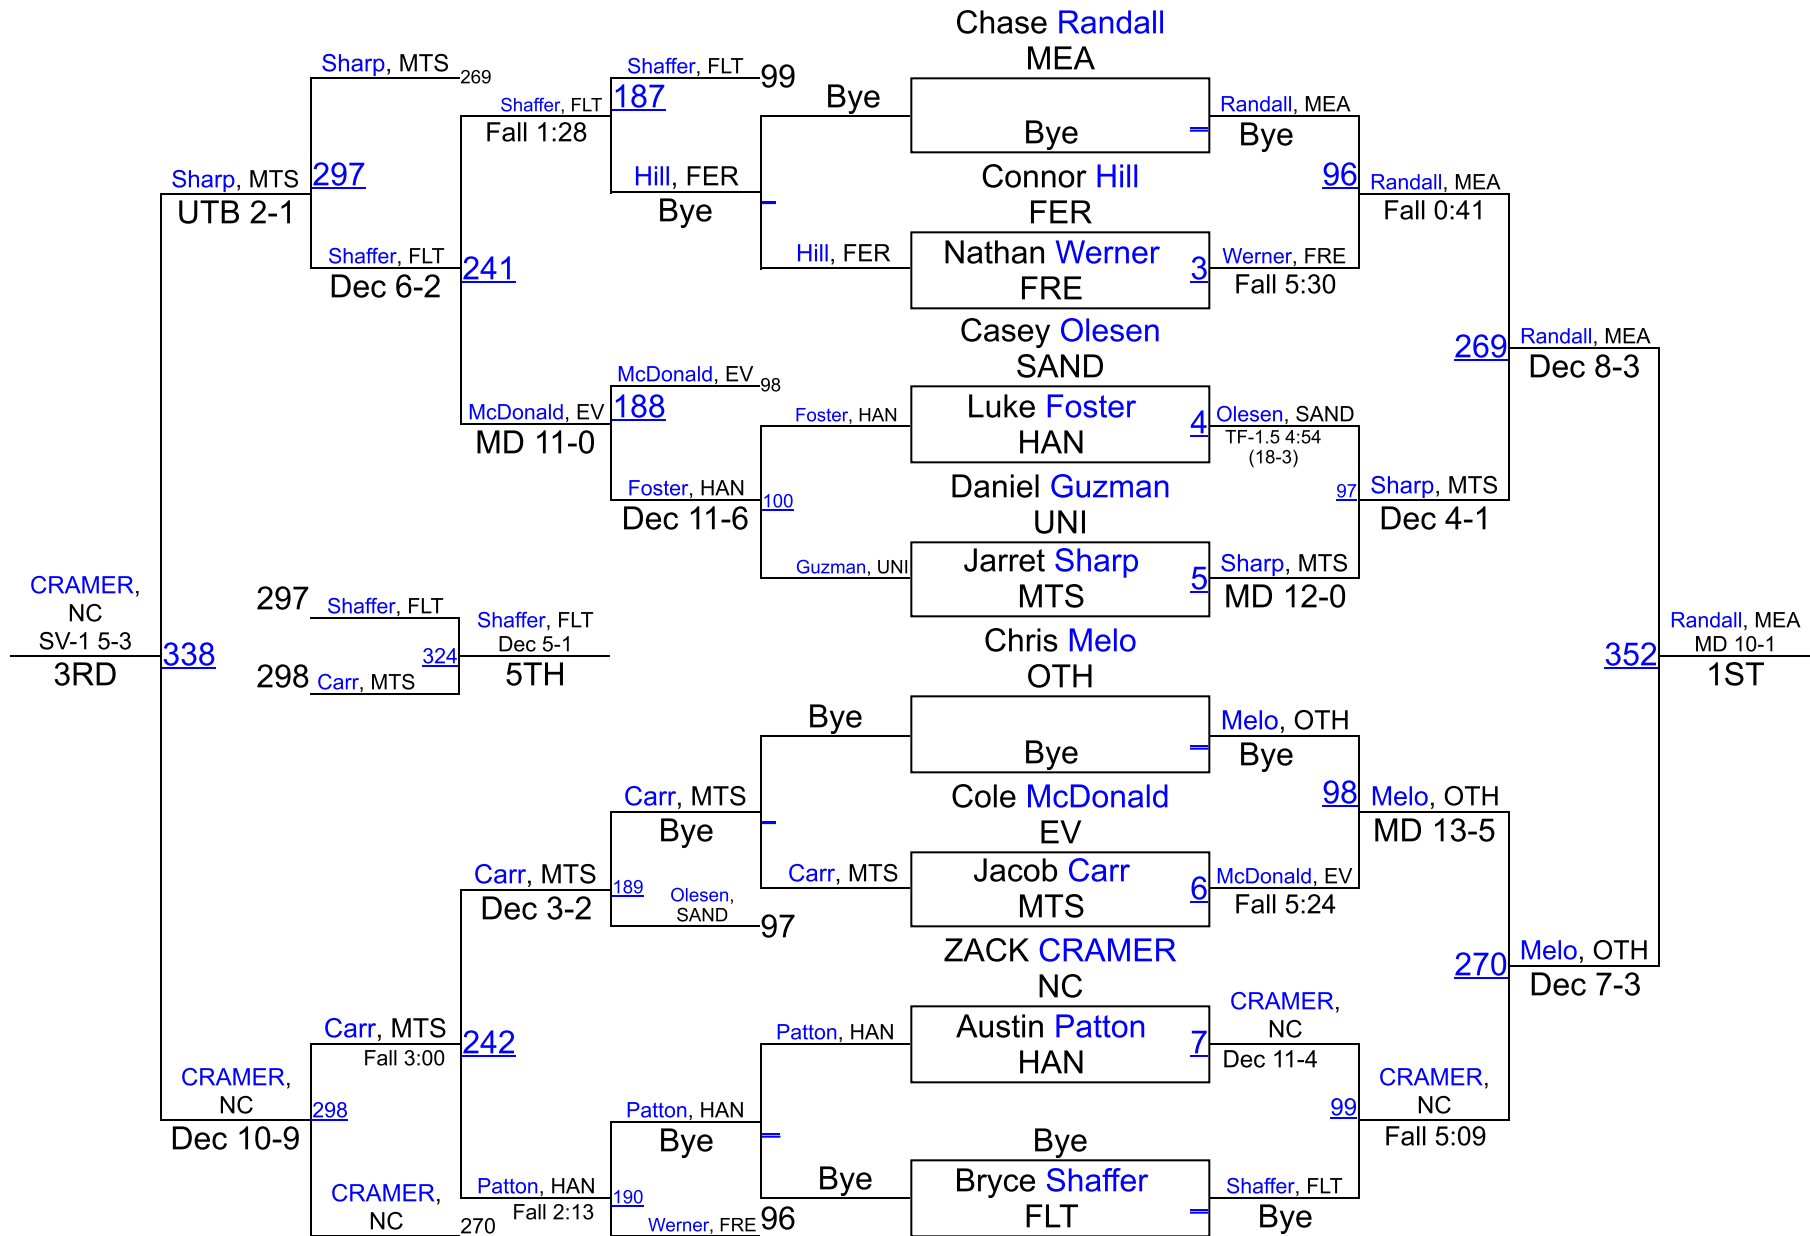 Chase Randall
MEA
Bye
Connor Hill
FER
Nathan Werner
FRE
Casey Olesen
SAND
Luke Foster
HAN
Daniel Guzman
UNI
Jarret Sharp
MTS
Chris Melo
OTH
Bye
Cole McDonald
EV
Jacob Carr
MTS
ZACK CRAMER
NC
Austin Patton
HAN
Bye
Bryce Shaffer
FLT
3
4
5
6
7
Randall, MEA
Bye
Werner, FRE
Fall 5:30
Olesen, SAND
TF-1.5 4:54
(18-3)
Sharp, MTS
MD 12-0
Melo, OTH
Bye
McDonald, EV
Fall 5:24
CRAMER,
NC
Dec 11-4
Shaffer, FLT
Bye
96
97
98
99
Randall, MEA
Fall 0:41
Sharp, MTS
Dec 4-1
Melo, OTH
MD 13-5
CRAMER,
NC
Fall 5:09
269
270
Randall, MEA
Dec 8-3
Melo, OTH
Dec 7-3
352
Randall, MEA
MD 10-1
1ST
Bye
Hill, FER
Foster, HAN
Guzman, UNI
Bye
Carr, MTS
Patton, HAN
Bye
100
Shaffer, FLT
99
Hill, FER
Bye
McDonald, EV
98
Foster, HAN
Dec 11-6
Carr, MTS
Bye
Olesen,
SAND
97
Patton, HAN
Bye
Werner, FRE
96
187
188
189
190
Shaffer, FLT
Fall 1:28
McDonald, EV
MD 11-0
Carr, MTS
Dec 3-2
Patton, HAN
Fall 2:13
241
242
Sharp, MTS
269
Shaffer, FLT
Dec 6-2
Carr, MTS
Fall 3:00
CRAMER,
NC
270
297
298
Sharp, MTS
UTB 2-1
CRAMER,
NC
Dec 10-9
338
CRAMER,
NC
SV-1 5-3
3RD
297
Shaffer, FLT
298
Carr, MTS
324
Shaffer, FLT
Dec 5-1
5TH